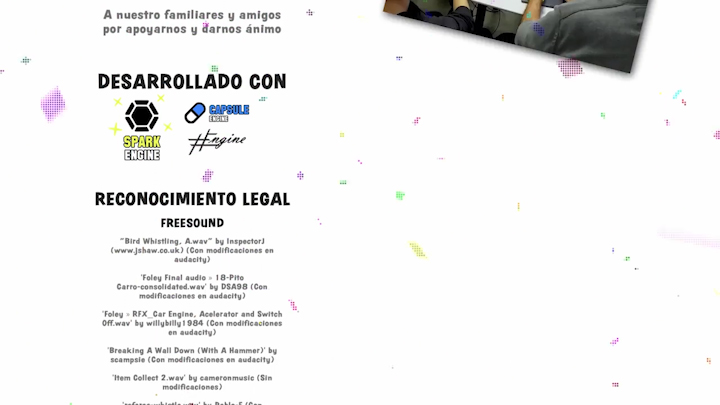 A nuestro familiares y amigos
por apoyarnos y darnos ánimo
DESARROLLADO CON
SPARK
ENGINE
CAPSULE
ENGINE
#Engine
RECONOCIMIENTO LEGAL
FREESOUND
"Bird Whistling, A.wav" by InspectorJ
(www.jshaw.co.uk) (Con modificaciones en
audacity)
'Foley Final audio » 18-Pito
Carro-consolidated.wav' by DSA98 (Con
modificaciones en audacity)
'Foley » RFX_Car Engine, Acelerator and Switch
Off.wav' by willybilly1984 (Con modificaciones
en audacity)
'Breaking A Wall Down (With A Hammer)' by
scampsie (Con modificaciones en audacity)
'Item Collect 2.wav' by cameronmusic (Sin
modificaciones)